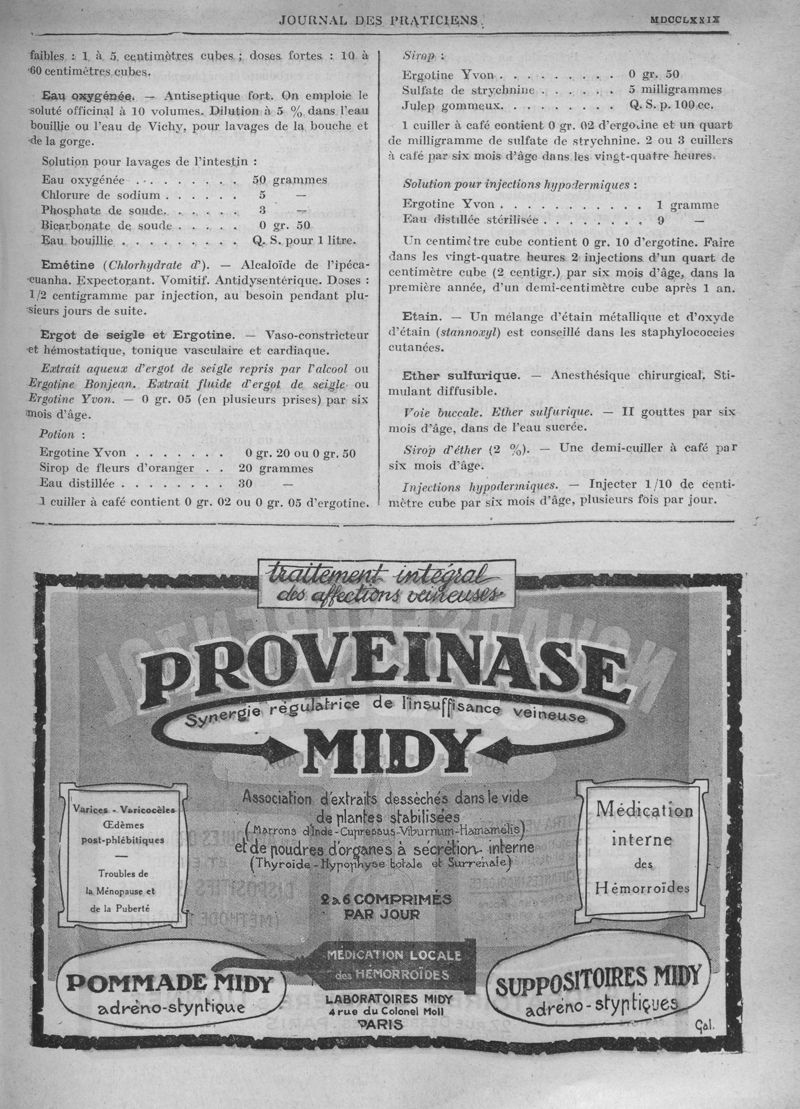 JOURNAL DES PRATICIENS.
MDCCLXXIX
faibles : 1 à 5 centimètres cubes ; doses fortes : 10 à
60 centimètres cubes.
Eau oxygénée. — Antiseptique fort. On emploie le
soluté officinal à 10 volumes. Dilution à 5 % dans l'eau
bouillie ou l'eau de Vichy, pour lavages de la bouche et
de la gorge.
Solution pour lavages de l'intestin :
Eau oxygénée . . . . . . . . . 50 grammes
Chlorure de sodium . . . . . . 5 —
Phosphate de soude. . . . . . 3 —
Bicarbonate de soude . . . . . 0 gr. 50
Eau bouillie . . . . . . . . . . Q. S. pour 1 litre.
Emétine (Chlorhydrate d'). — Alcaloïde de l'ipéca-
cuanha. Expectorant. Vomitif. Antidysentérique. Doses :
1/2 centigramme par injection, au besoin pendant plu-
sieurs jours de suite.
Ergot de seigle et Ergotine. — Vaso-constricteur
et hémostatique, tonique vasculaire et cardiaque.
Extrait aqueux d'ergot de seigle repris par l'alcool ou
Ergotine Bonjean. Extrait fluide d'ergot de seigle ou
Ergotine Yvon. — 0 gr. 05 (en plusieurs prises) par six
mois d'âge.
Potion :
Ergotine Yvon . . . . . . . 0 gr. 20 ou 0 gr. 50
Sirop de fleurs d'oranger . . 20 grammes
Eau distillée . . . . . . . . 30 —
1 cuiller à café contient 0 gr. 02 ou 0 gr. 05 d'ergotine.
Sirop :
Ergotine Yvon . . . . . . . . . 0 gr. 50
Sulfate de strychnine . . . . . 5 milligrammes
Julep gommeux. . . . . . . . . Q. S. p. 100 cc.
1 cuiller à café contient 0 gr. 02 d'ergotine et un quart
de milligramme de sulfate de strychnine. 2 ou 3 cuillers
à café par six mois d'âge dans les vingt-quatre heures.
Solution pour injections hypodermiques :
Ergotine Yvon . . . . . . . . . . . 1 gramme
Eau distillée stérilisée . . . . . . . . 9 —
Un centimètre cube contient 0 gr. 10 d'ergotine. Faire
dans les vingt-quatre heures 2 injections d'un quart de
centimètre cube (2 centigr.) par six mois d'âge, dans la
première année, d'un demi-centimètre cube après 1 an.
Etain. — Un mélange d'étain métallique et d'oxyde
d'étain (stannoxyl) est conseillé dans les staphylococcies
cutanées.
Ether sulfurique. — Anesthésique chirurgical. Sti-
mulant diffusible.
Voie buccale. Ether sulfurique. — II gouttes par six
mois d'âge, dans de l'eau sucrée.
Sirop d'éther (2 %). — Une demi-cuiller à café par
six mois d'âge.
Injections hypodermiques. — Injecter 1/10 de centi-
mètre cube par six mois d'âge, plusieurs fois par jour.
traitement intégral
des affections veineuses
PROVEINASE
Synergie régulatrice de l'insuffisance veineuse
MIDY
Varices - Varicocèles
Œdèmes
post-phlébitiques
—
Troubles de
la Ménopause et
de la Puberté
Association d'extraits desséchés dans le vide
de plantes stabilisées
(Marrons d'Inde-Cupressus-Viburnum-Hamamelis)
et de poudres d'organes à sécrétion interne
(Thyroïde-Hypophyse totale et Surrénale)
2 à 6 COMPRIMÉS
PAR JOUR
Médication
interne
des
Hémorroïdes
POMMADE MIDY
adréno-styptique
MÉDICATION LOCALE
des HÉMORROÏDES
LABORATOIRES MIDY
4 rue du Colonel Moll
PARIS
SUPPOSITOIRES MIDY
adréno-styptiques
Gal.